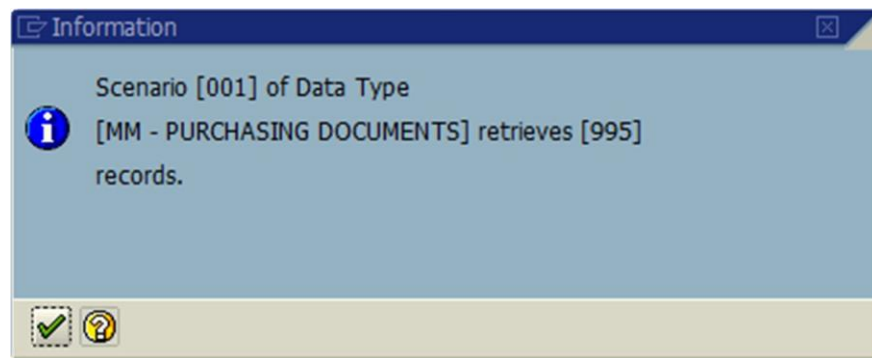 Information
Scenario [001] of Data Type
[MM - PURCHASING DOCUMENTS] retrieves [995]
records.